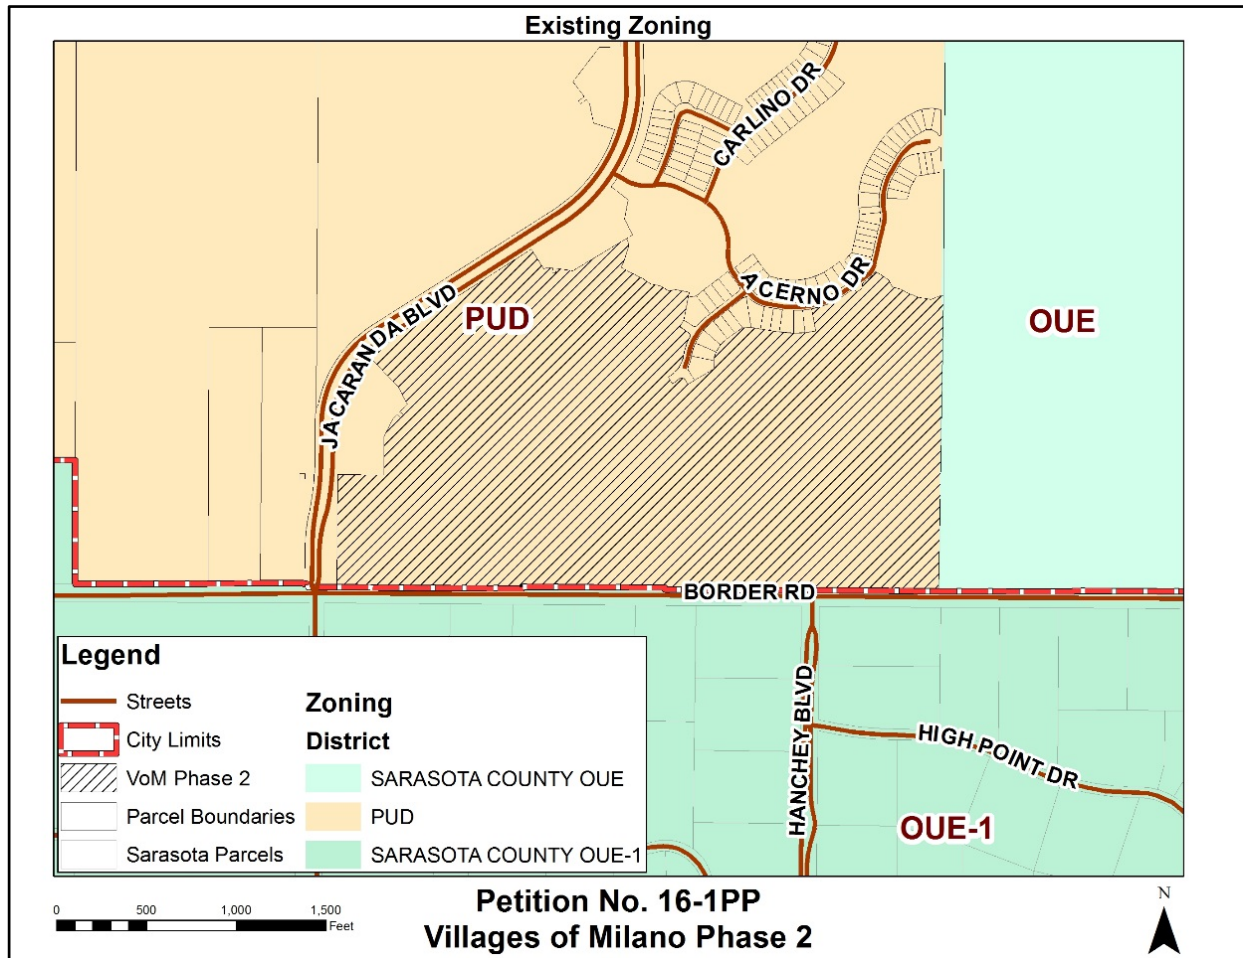 Existing Zoning
CARLINO DR
ACERNO DR
JACARANDA BLVD
PUD
OUE
BORDER RD
HANCHEY BLVD
HIGH POINT DR
OUE-1
Legend
Streets
City Limits
VoM Phase 2
Parcel Boundaries
Sarasota Parcels
Zoning
District
SARASOTA COUNTY OUE
PUD
SARASOTA COUNTY OUE-1
0 500 1,000 1,500
Feet
Petition No. 16-1PP
Villages of Milano Phase 2
N